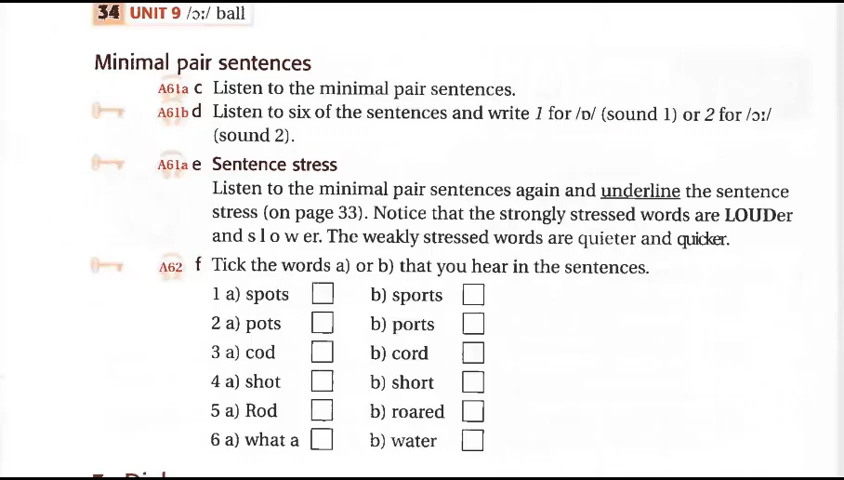 34 UNIT 9 /ɔː/ ball
Minimal pair sentences
A61a c Listen to the minimal pair sentences.
A61b d Listen to six of the sentences and write 1 for /ɒ/ (sound 1) or 2 for /ɔː/
(sound 2).
A61a e Sentence stress
Listen to the minimal pair sentences again and underline the sentence
stress (on page 33). Notice that the strongly stressed words are LOUDer
and s l o w er. The weakly stressed words are quieter and quicker.
A62 f Tick the words a) or b) that you hear in the sentences.
1 a) spots b) sports
2 a) pots b) ports
3 a) cod b) cord
4 a) shot b) short
5 a) Rod b) roared
6 a) what a b) water